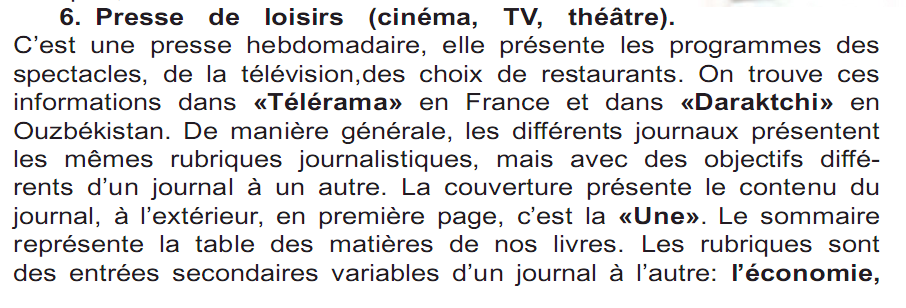 6. Presse de loisirs (cinéma, TV, théâtre).
C’est une presse hebdomadaire, elle présente les programmes des
spectacles, de la télévision,des choix de restaurants. On trouve ces
informations dans «Télérama» en France et dans «Daraktchi» en
Ouzbékistan. De manière générale, les différents journaux présentent
les mêmes rubriques journalistiques, mais avec des objectifs diffé-
rents d’un journal à un autre. La couverture présente le contenu du
journal, à l’extérieur, en première page, c’est la «Une». Le sommaire
représente la table des matières de nos livres. Les rubriques sont
des entrées secondaires variables d’un journal à l’autre: l’économie,